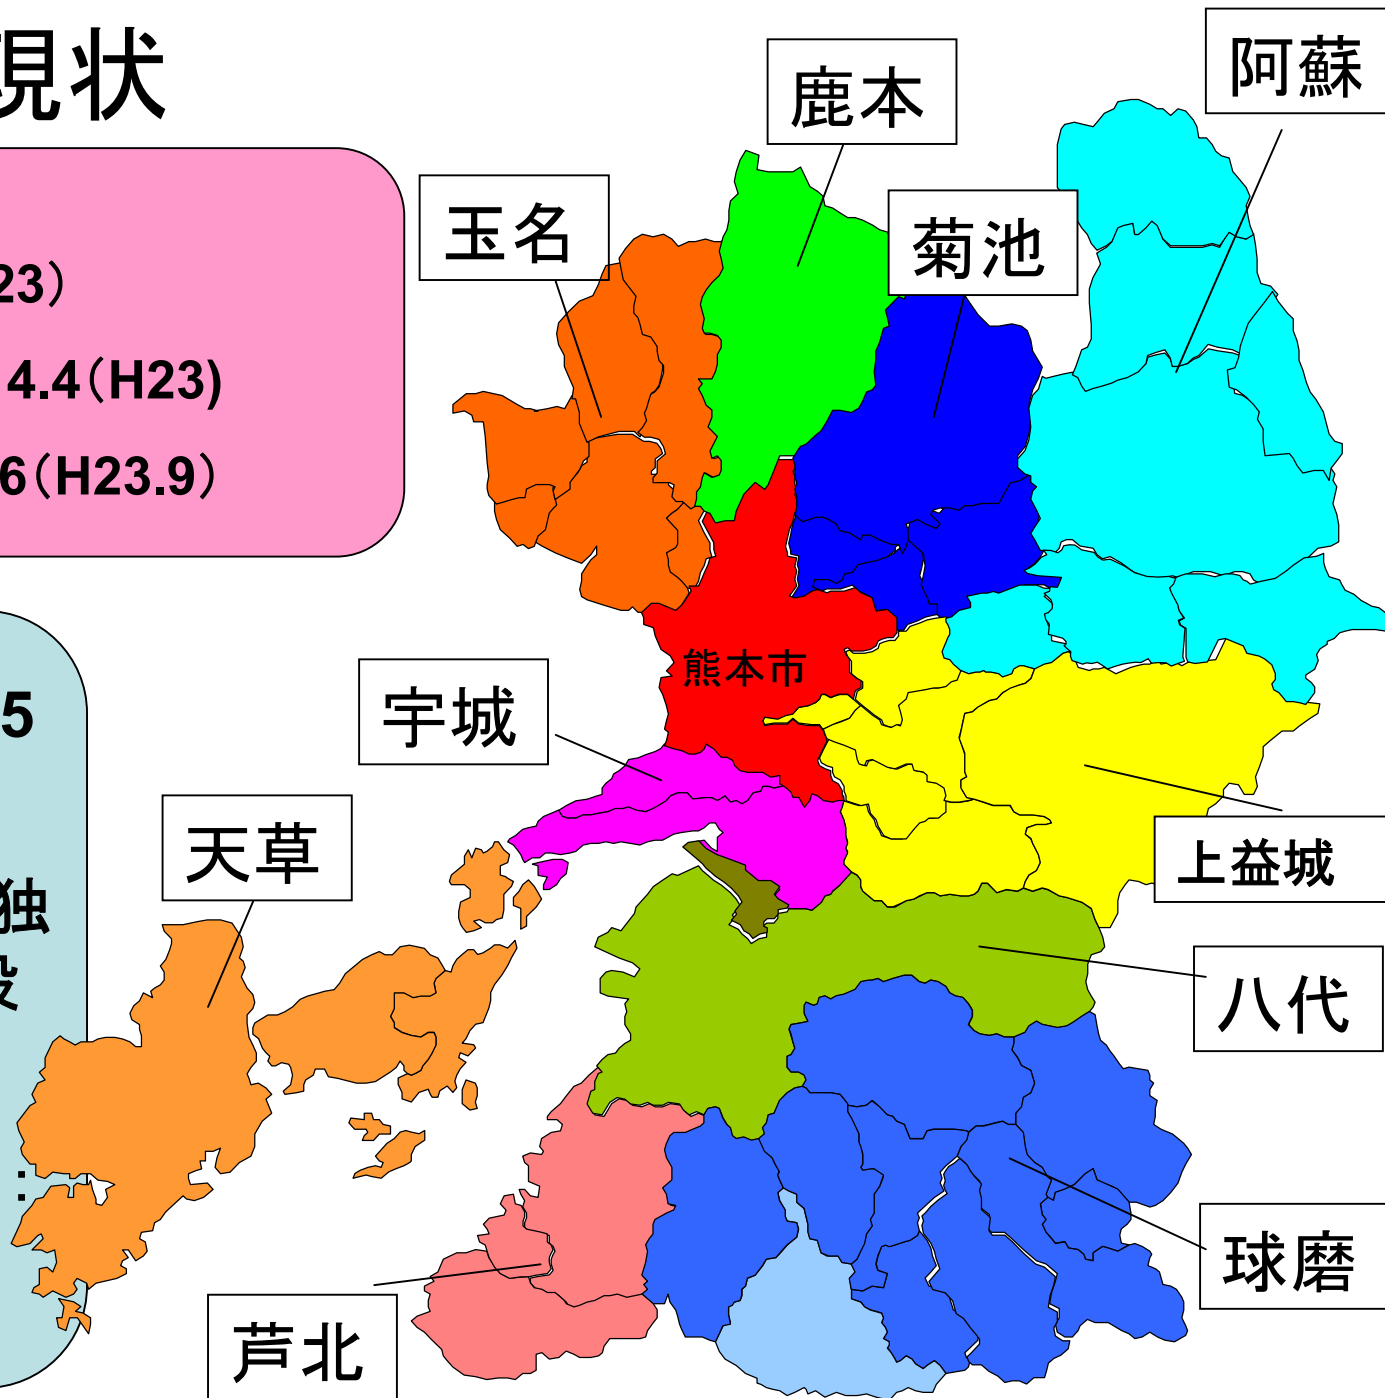 現状
23）
4.4（H23)
6（H23.9）
5
独
設
：
阿蘇
鹿本
玉名
菊池
熊本市
宇城
天草
上益城
八代
球磨
芦北